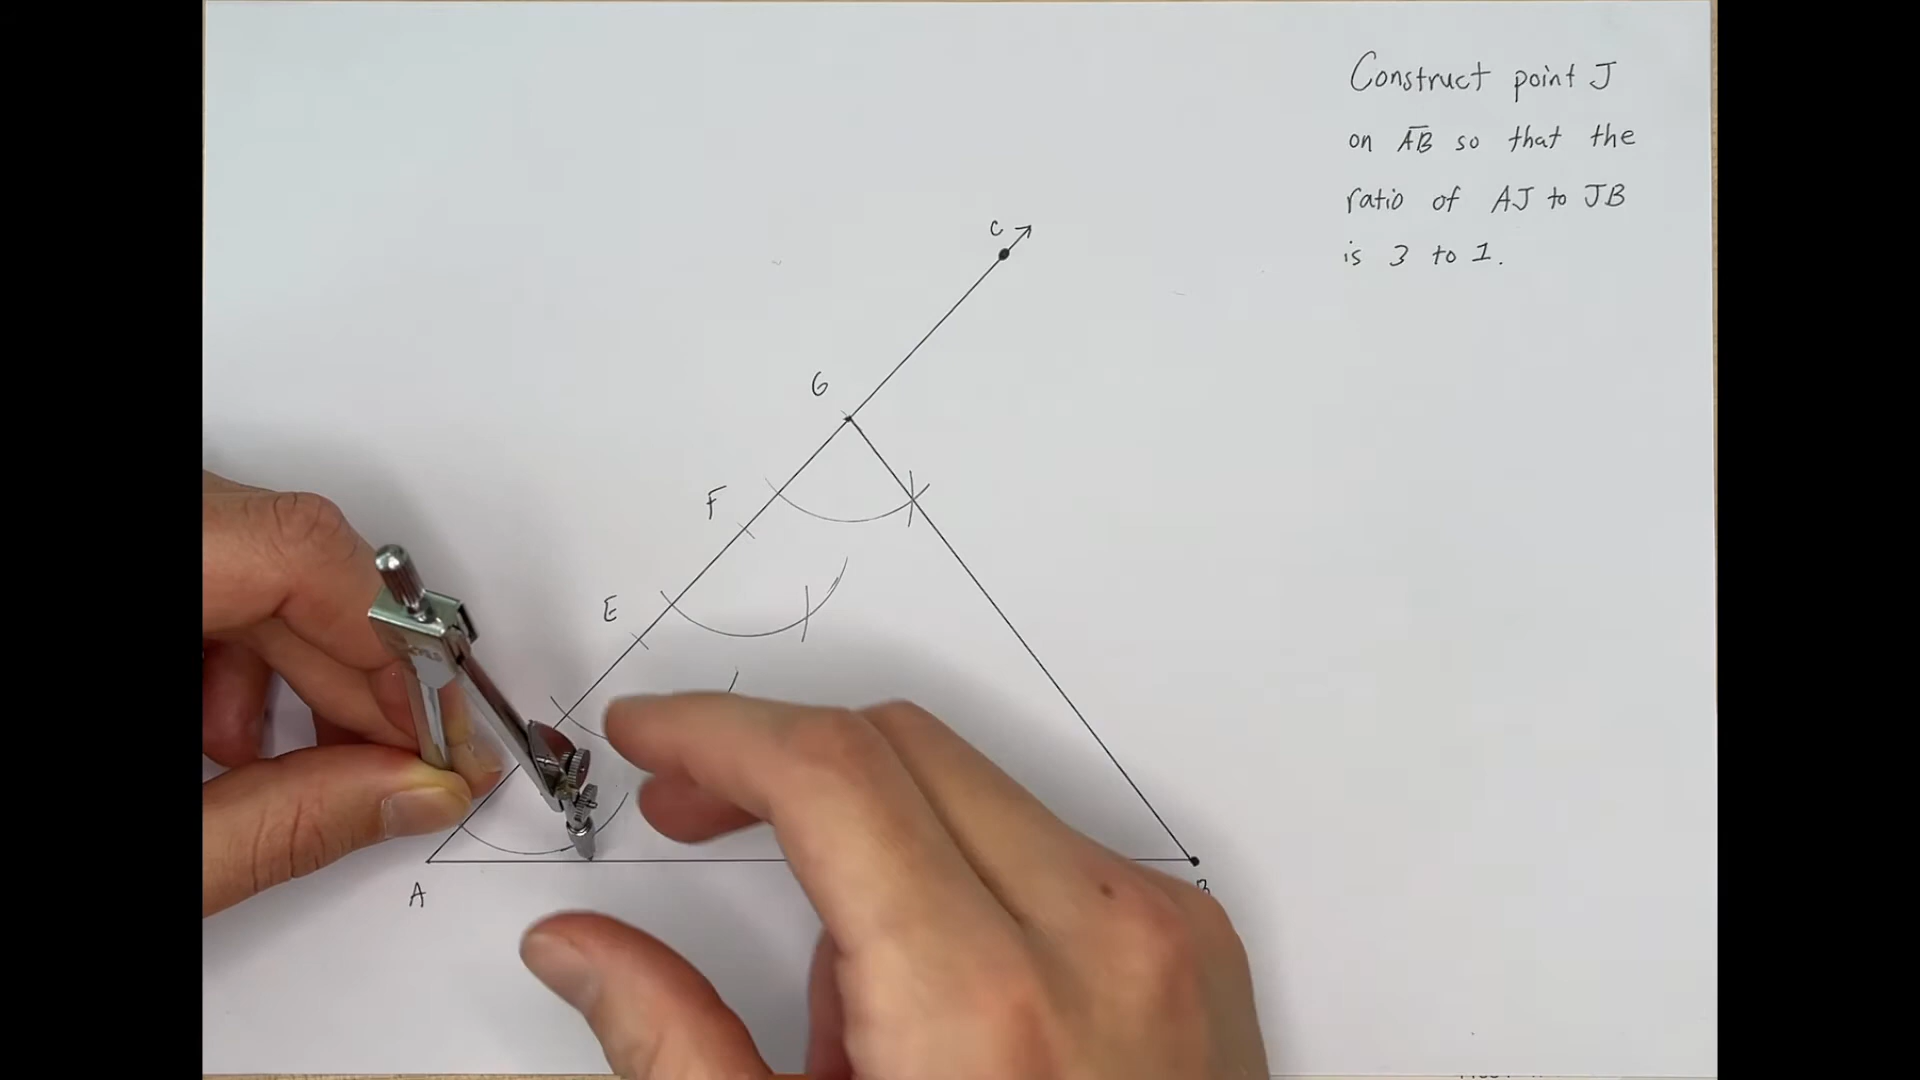 Construct point J
on AB so that the
ratio of AJ to JB
is 3 to 1.
C
G
F
E
A